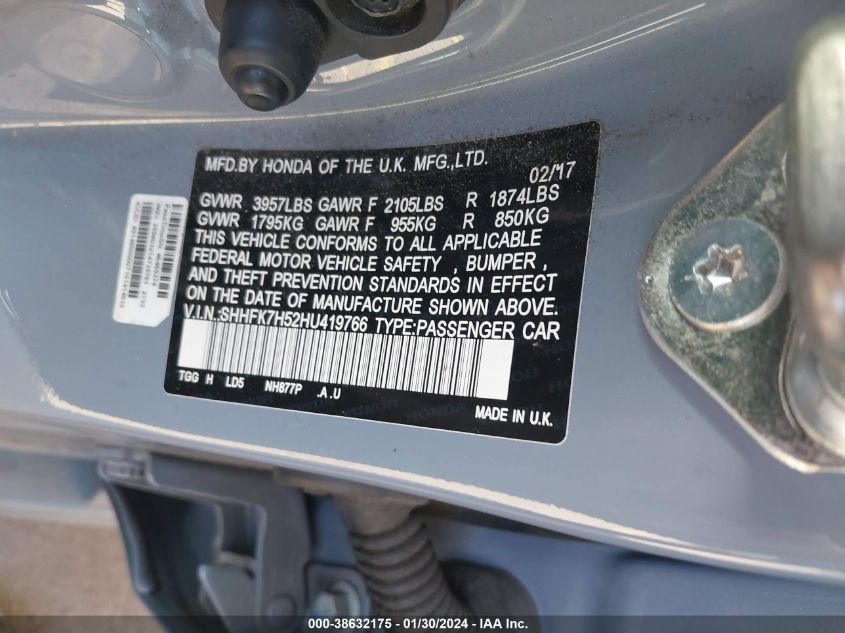 MFD.BY HONDA OF THE U.K. MFG.,LTD.
02/17
GVWR 3957LBS GAWR F 2105LBS R 1874LBS
GVWR 1795KG GAWR F 955KG R 850KG
THIS VEHICLE CONFORMS TO ALL APPLICABLE
FEDERAL MOTOR VEHICLE SAFETY , BUMPER ,
AND THEFT PREVENTION STANDARDS IN EFFECT
ON THE DATE OF MANUFACTURE SHOWN ABOVE.
V.I.N.:SHHFK7H52HU419766 TYPE:PASSENGER CAR
TGG H LD5 NH877P .A .U
MADE IN U.K.
000-38632175 - 01/30/2024 - IAA Inc.